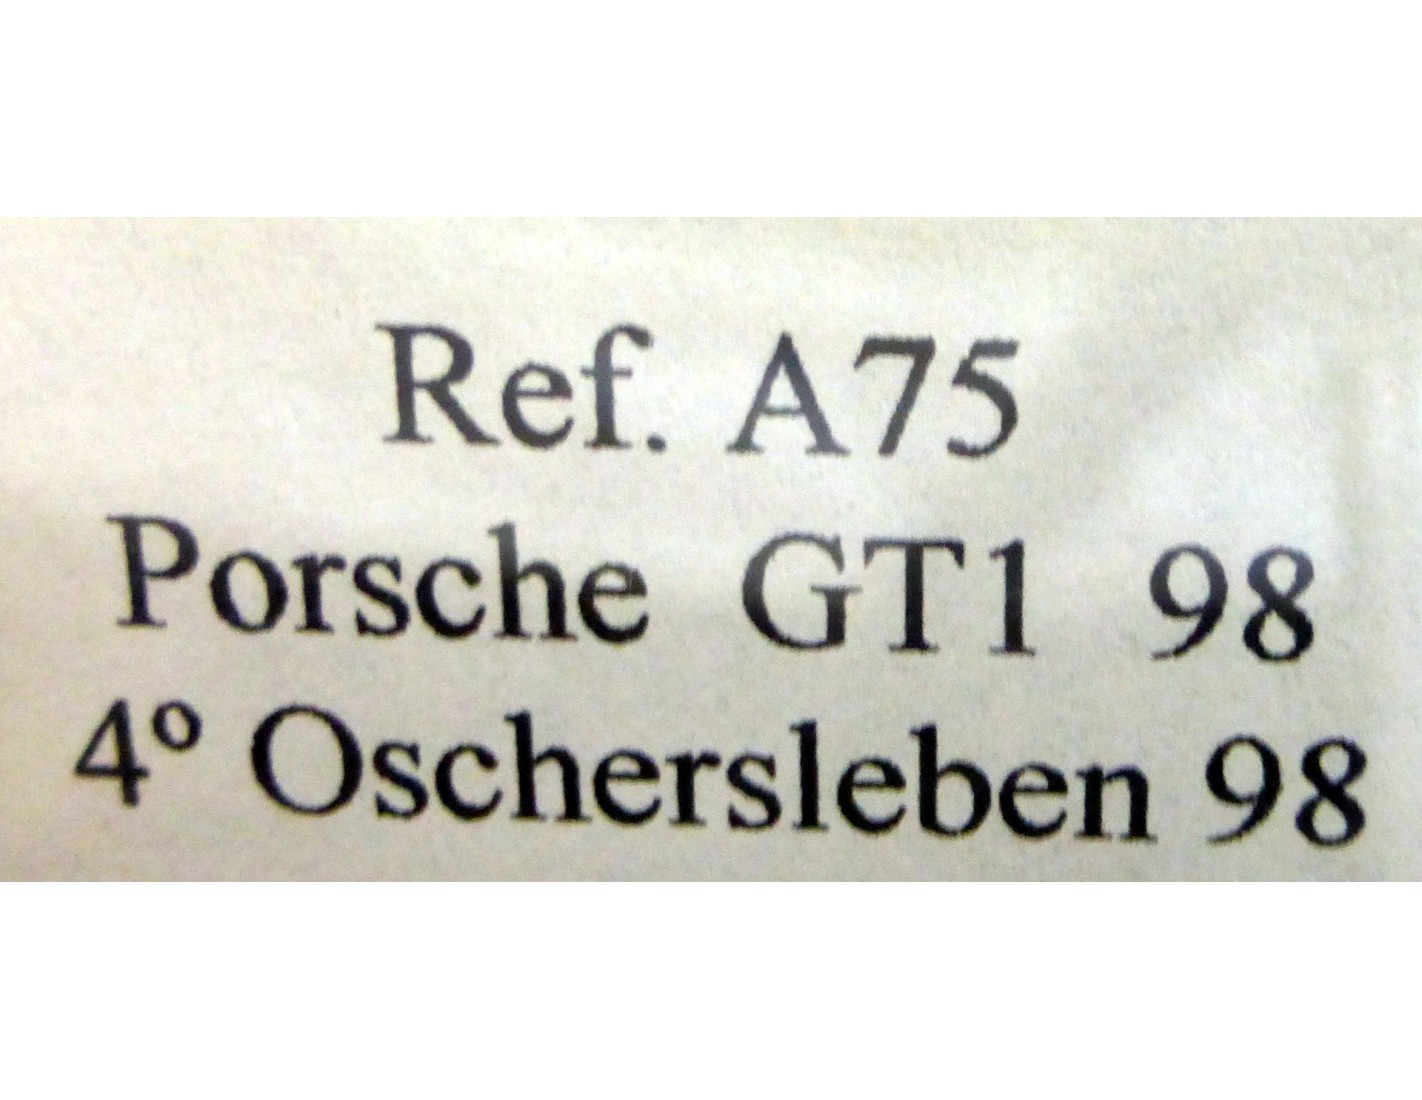 Ref. A75
Porsche GT1 98
4º Oschersleben 98